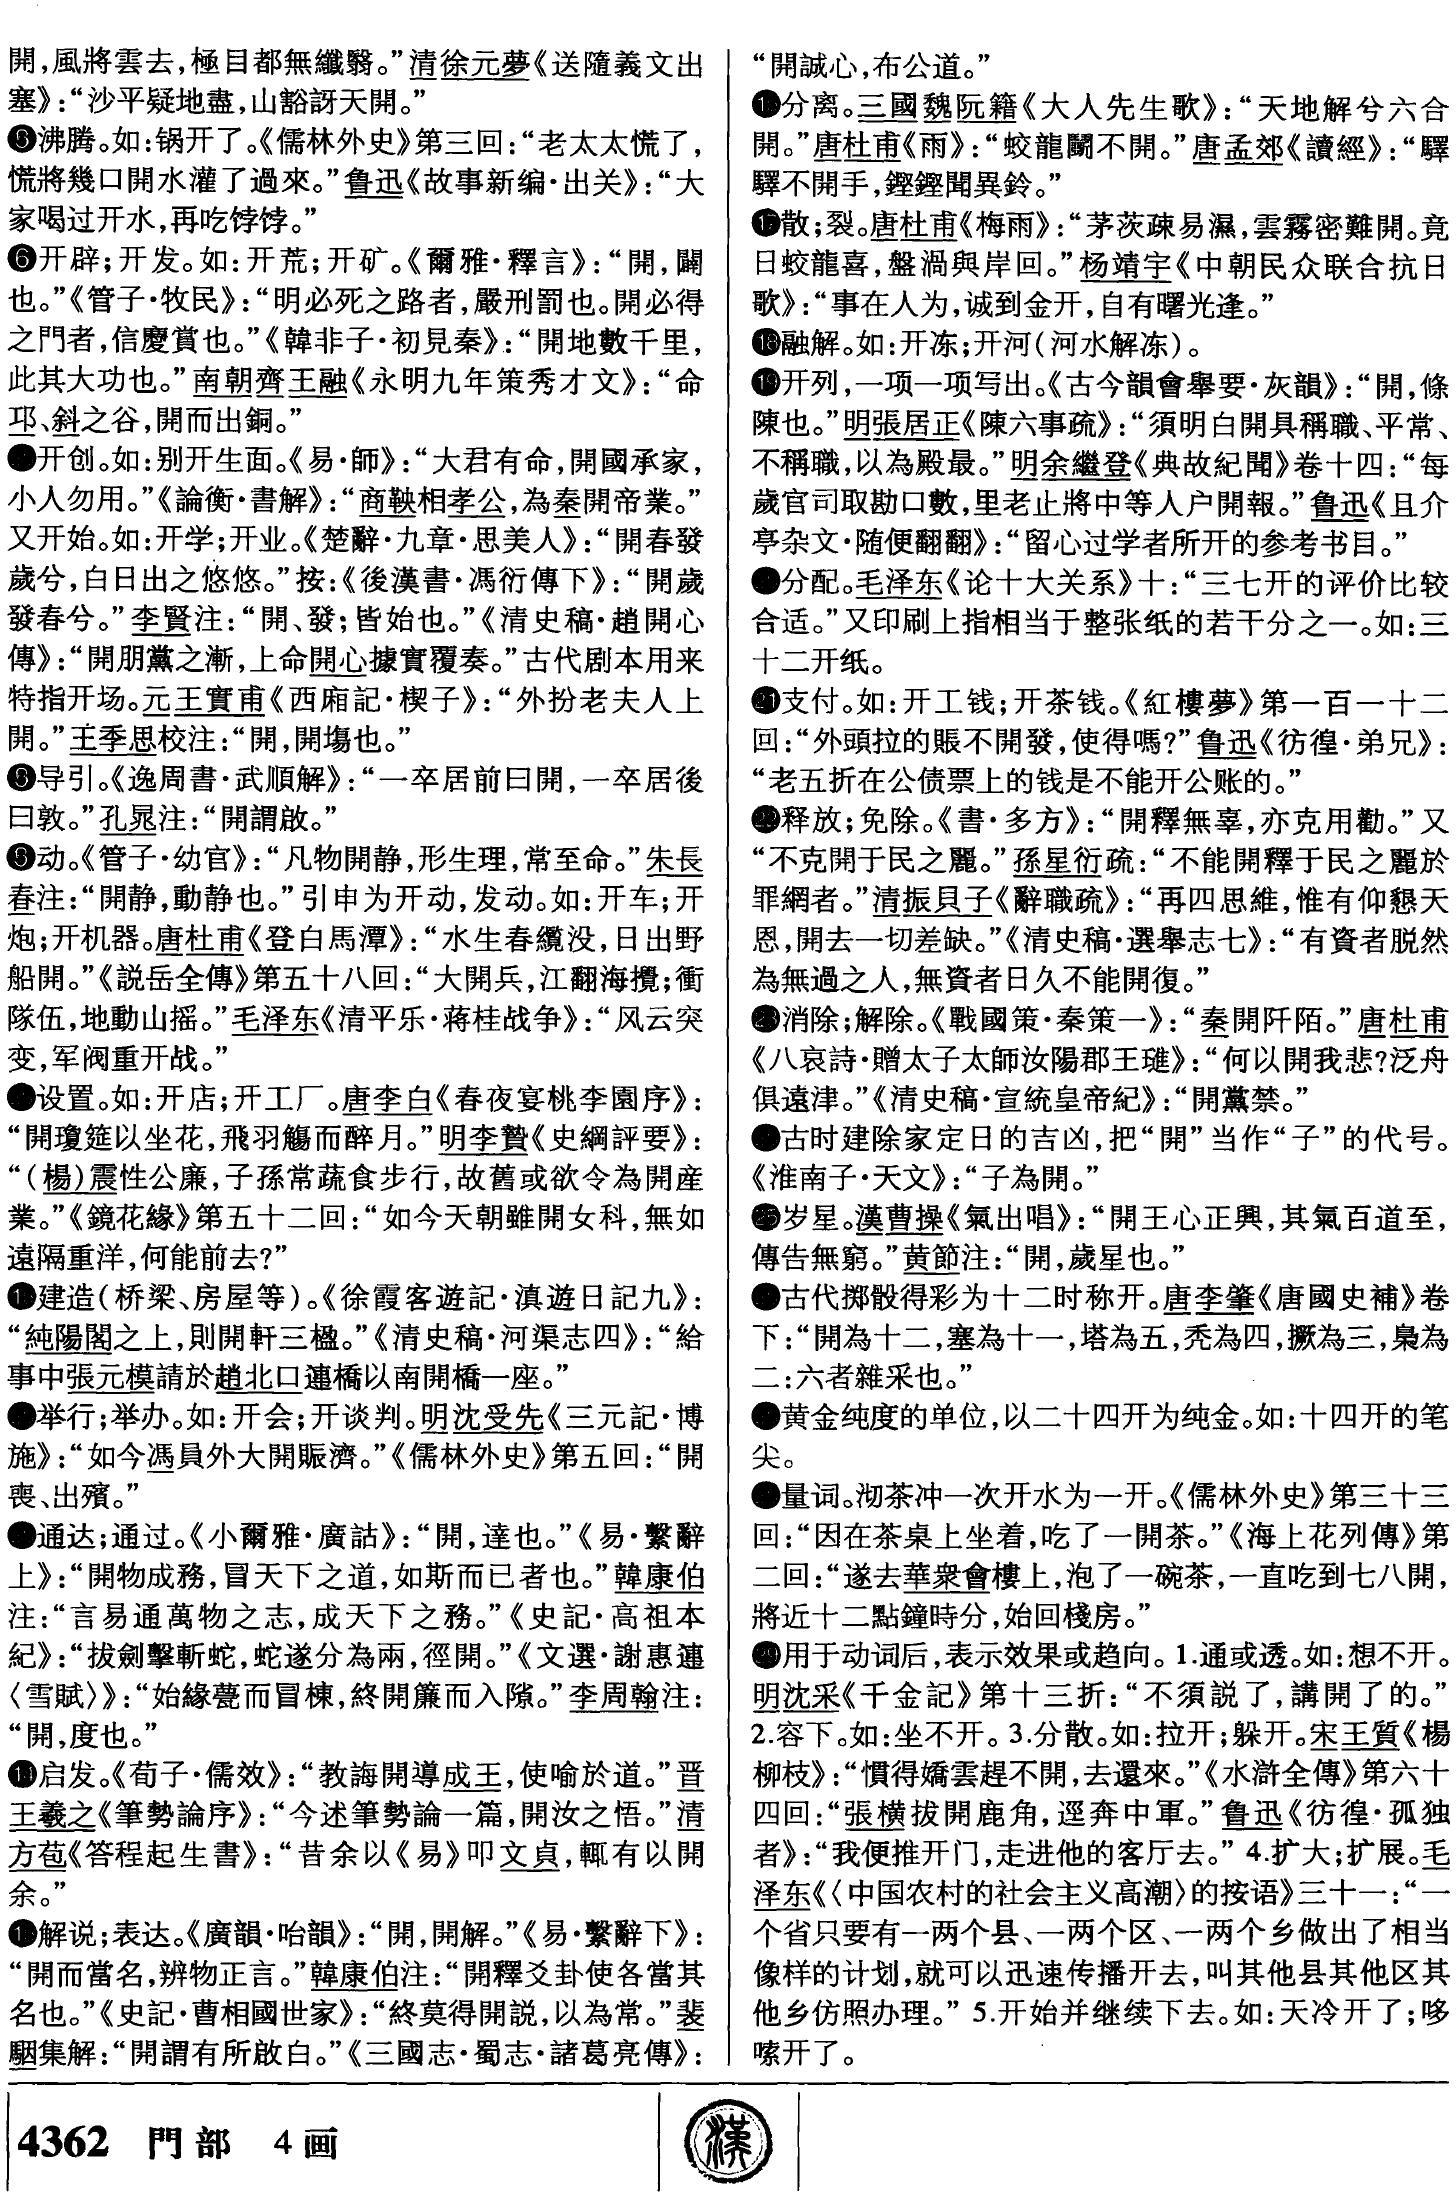 開，風將雲去，極目都無纖翳。”清徐元夢《送隨義文出
塞》：“沙平疑地盡，山豁訝天開。”
❺沸腾。如：锅开了。《儒林外史》第三回：“老太太慌了，
慌將幾口開水灌了過來。”鲁迅《故事新编·出关》：“大
家喝过开水，再吃饽饽。”
❻开辟；开发。如：开荒；开矿。《爾雅·釋言》：“開，闢
也。”《管子·牧民》：“明必死之路者，嚴刑罰也。開必得
之門者，信慶賞也。”《韓非子·初見秦》：“開地數千里，
此其大功也。”南朝齊王融《永明九年策秀才文》：“命
邛、斜之谷，開而出銅。”
开创。如：别开生面。《易·師》：“大君有命，開國承家，
小人勿用。”《論衡·書解》：“商鞅相孝公，為秦開帝業。”
又开始。如：开学；开业。《楚辭·九章·思美人》：“開春發
歲兮，白日出之悠悠。”按：《後漢書·馮衍傳下》：“開歲
發春兮。”李賢注：“開、發；皆始也。”《清史稿·趙開心
傳》：“開朋黨之漸，上命開心據實覆奏。”古代剧本用来
特指开场。元王實甫《西廂記·楔子》：“外扮老夫人上
開。”王季思校注：“開，開場也。”
❽导引。《逸周書·武順解》：“一卒居前曰開，一卒居後
曰敦。”孔晁注：“開謂啟。”
动。《管子·幼官》：“凡物開静，形生理，常至命。”朱長
春注：“開静，動静也。”引申为开动，发动。如：开车；开
炮；开机器。唐杜甫《登白馬潭》：“水生春纜没，日出野
船開。”《説岳全傳》第五十八回：“大開兵，江翻海攪；衝
隊伍，地動山摇。”毛泽东《清平乐·蒋桂战争》：“风云突
变，军阀重开战。”
设置。如：开店；开工厂。唐李白《春夜宴桃李園序》：
“開瓊筵以坐花，飛羽觴而醉月。”明李贄《史綱評要》：
“（楊）震性公廉，子孫常蔬食步行，故舊或欲令為開産
業。”《鏡花緣》第五十二回：“如今天朝雖開女科，無如
遠隔重洋，何能前去？”
建造（桥梁、房屋等）。《徐霞客遊記·滇遊日記九》：
“純陽閣之上，則開軒三楹。”《清史稿·河渠志四》：“給
事中張元模請於趙北口連橋以南開橋一座。”
举行；举办。如：开会；开谈判。明沈受先《三元記·博
施》：“如今馮員外大開賑濟。”《儒林外史》第五回：“開
喪、出殯。”
通达；通过。《小爾雅·廣詁》：“開，達也。”《易·繫辭
上》：“開物成務，冒天下之道，如斯而已者也。”韓康伯
注：“言易通萬物之志，成天下之務。”《史記·高祖本
紀》：“拔劍擊斬蛇，蛇遂分為兩，徑開。”《文選·謝惠連
〈雪賦〉》：“始緣甍而冒棟，終開簾而入隙。”李周翰注：
“開，度也。”
⓮启发。《荀子·儒效》：“教誨開導成王，使喻於道。”晋
王羲之《筆勢論序》：“今述筆勢論一篇，開汝之悟。”清
方苞《答程起生書》：“昔余以《易》叩文貞，輒有以開
余。”
解说；表达。《廣韻·咍韻》：“開，開解。”《易·繫辭下》：
“開而當名，辨物正言。”韓康伯注：“開釋爻卦使各當其
名也。”《史記·曹相國世家》：“終莫得開説，以為常。”裴
駰集解：“開謂有所啟白。”《三國志·蜀志·諸葛亮傳》：
“開誠心，布公道。”
分离。三國魏阮籍《大人先生歌》：“天地解兮六合
開。”唐杜甫《雨》：“蛟龍鬭不開。”唐孟郊《讀經》：“驛
驛不開手，鏗鏗聞異鈴。”
散；裂。唐杜甫《梅雨》：“茅茨疎易濕，雲霧密難開。竟
日蛟龍喜，盤渦與岸回。”杨靖宇《中朝民众联合抗日
歌》：“事在人为，诚到金开，自有曙光逢。”
⓲融解。如：开冻；开河（河水解冻）。
⓳开列，一项一项写出。《古今韻會舉要·灰韻》：“開，條
陳也。”明張居正《陳六事疏》：“須明白開具稱職、平常、
不稱職，以為殿最。”明余繼登《典故紀聞》卷十四：“每
歲官司取勘口數，里老止將中等人户開報。”鲁迅《且介
亭杂文·随便翻翻》：“留心过学者所开的参考书目。”
分配。毛泽东《论十大关系》十：“三七开的评价比较
合适。”又印刷上指相当于整张纸的若干分之一。如：三
十二开纸。
㉑支付。如：开工钱；开茶钱。《紅樓夢》第一百一十二
回：“外頭拉的賬不開發，使得嗎？”鲁迅《彷徨·弟兄》：
“老五折在公债票上的钱是不能开公账的。”
释放；免除。《書·多方》：“開釋無辜，亦克用勸。”又
“不克開于民之麗。”孫星衍疏：“不能開釋于民之麗於
罪網者。”清振貝子《辭職疏》：“再四思維，惟有仰懇天
恩，開去一切差缺。”《清史稿·選舉志七》：“有資者脱然
為無過之人，無資者日久不能開復。”
㉓消除；解除。《戰國策·秦策一》：“秦開阡陌。”唐杜甫
《八哀詩·贈太子太師汝陽郡王璡》：“何以開我悲？泛舟
俱遠津。”《清史稿·宣統皇帝紀》：“開黨禁。”
古时建除家定日的吉凶，把“開”当作“子”的代号。
《淮南子·天文》：“子為開。”
㉕岁星。漢曹操《氣出唱》：“開王心正興，其氣百道至，
傳告無窮。”黄節注：“開，歲星也。”
古代掷骰得彩为十二时称开。唐李肇《唐國史補》卷
下：“開為十二，塞為十一，塔為五，秃為四，撅為三，梟為
二：六者雜采也。”
黄金纯度的单位，以二十四开为纯金。如：十四开的笔
尖。
量词。沏茶冲一次开水为一开。《儒林外史》第三十三
回：“因在茶桌上坐着，吃了一開茶。”《海上花列傳》第
二回：“遂去華衆會樓上，泡了一碗茶，一直吃到七八開，
將近十二點鐘時分，始回棧房。”
用于动词后，表示效果或趋向。1.通或透。如：想不开。
明沈采《千金記》第十三折：“不須説了，講開了的。”
2.容下。如：坐不开。3.分散。如：拉开；躲开。宋王質《楊
柳枝》：“慣得嬌雲趕不開，去還來。”《水滸全傳》第六十
四回：“張横拔開鹿角，逕奔中軍。”鲁迅《彷徨·孤独
者》：“我便推开门，走进他的客厅去。”4.扩大；扩展。毛
泽东《〈中国农村的社会主义高潮〉的按语》三十一：“一
个省只要有一两个县、一两个区、一两个乡做出了相当
像样的计划，就可以迅速传播开去，叫其他县其他区其
他乡仿照办理。”5.开始并继续下去。如：天冷开了；哆
嗦开了。
4362 門部 4画
漢